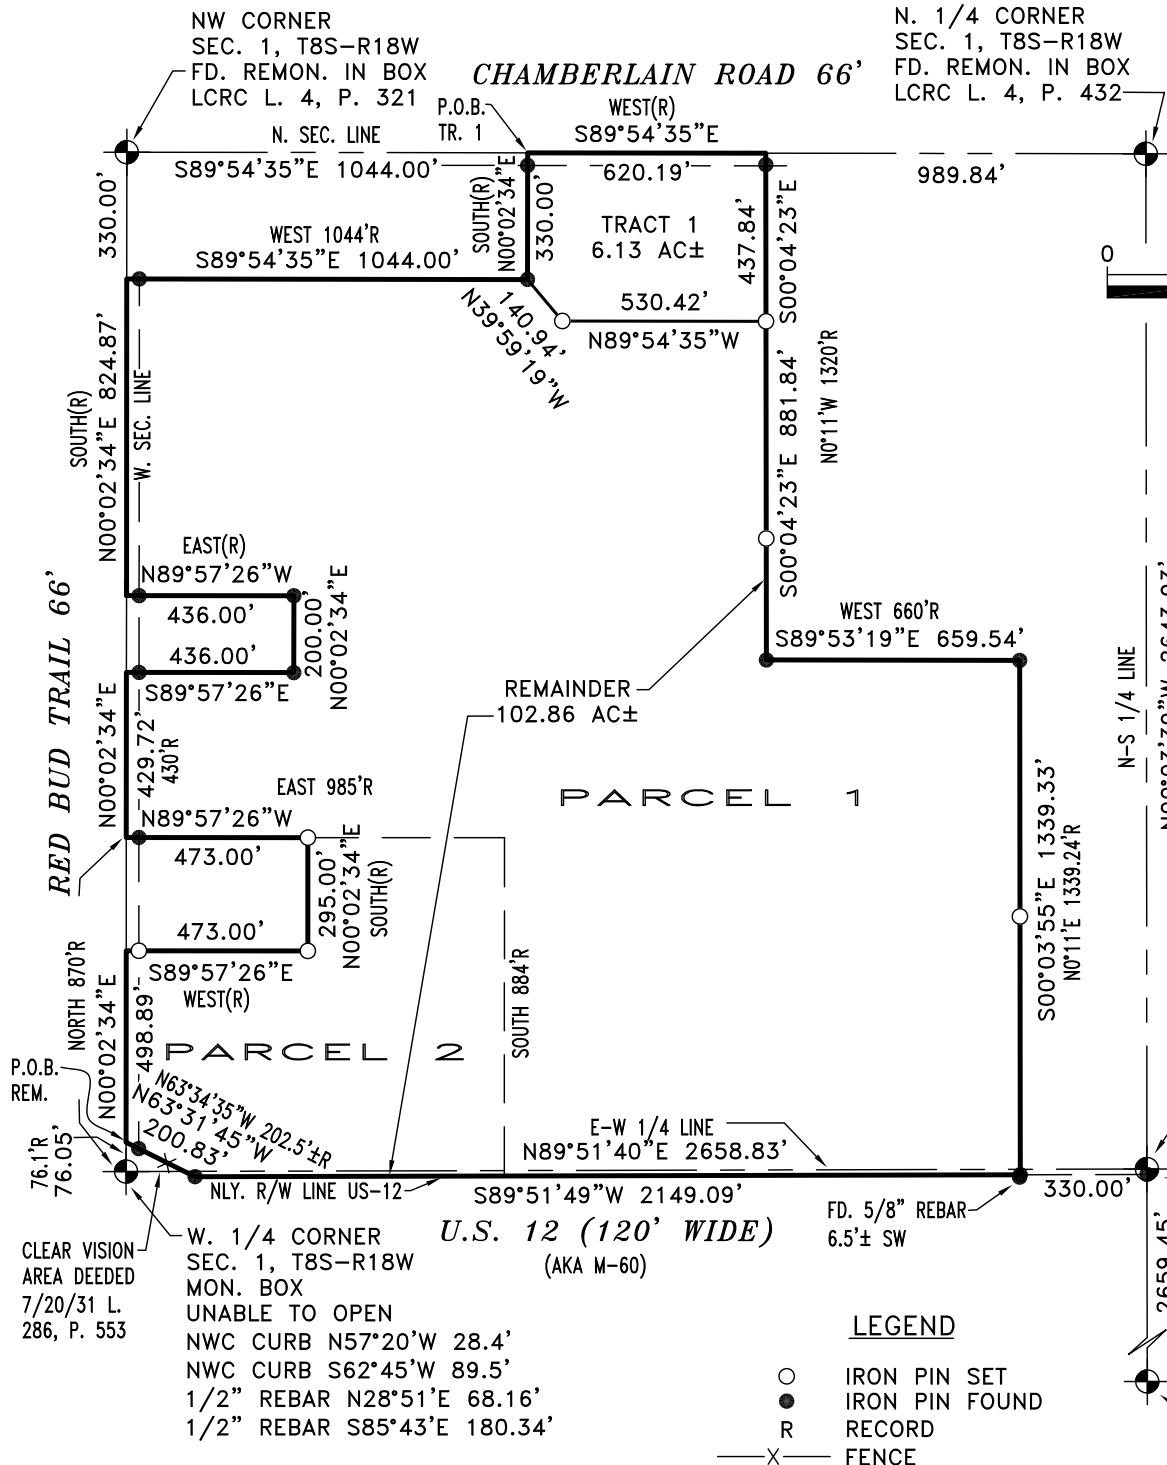 NW CORNER
SEC. 1, T8S-R18W
FD. REMON. IN BOX
LCRC L. 4, P. 321
N. 1/4 CORNER
SEC. 1, T8S-R18W
FD. REMON. IN BOX
LCRC L. 4, P. 432
CHAMBERLAIN ROAD 66'
P.O.B.
TR. 1
WEST(R)
S89°54'35"E
N. SEC. LINE
S89°54'35"E 1044.00'
620.19'
989.84'
330.00'
SOUTH(R)
N00°02'34"E
330.00'
TRACT 1
6.13 AC±
437.84'
S00°04'23"E
0
WEST 1044'R
S89°54'35"E 1044.00'
530.42'
N89°54'35"W
140.94'
N39°59'19"W
SOUTH(R)
N00°02'34"E 824.87'
W. SEC. LINE
S00°04'23"E 881.84'
N0°11'W 1320'R
EAST(R)
N89°57'26"W
436.00'
436.00'
S89°57'26"E
200.00'
N00°02'34"E
WEST 660'R
S89°53'19"E 659.54'
RED BUD TRAIL 66'
REMAINDER
102.86 AC±
N-S 1/4 LINE
N00°02'34"E
429.72'
430'R
PARCEL 1
EAST 985'R
N89°57'26"W
473.00'
295.00'
N00°02'34"E
SOUTH(R)
473.00'
S89°57'26"E
WEST(R)
S00°03'55"E 1339.33'
N0°11'E 1339.24'R
NORTH 870'R
N00°02'34"E
498.89'
SOUTH 884'R
PARCEL 2
P.O.B.
REM.
N63°34'35"W 202.5'±R
N63°31'45"W
200.83'
76.1'R
76.05'
E-W 1/4 LINE
N89°51'40"E 2658.83'
NLY. R/W LINE US-12
S89°51'49"W 2149.09'
330.00'
FD. 5/8" REBAR
6.5'± SW
U.S. 12 (120' WIDE)
(AKA M-60)
2659.45'
CLEAR VISION
AREA DEEDED
7/20/31 L.
286, P. 553
W. 1/4 CORNER
SEC. 1, T8S-R18W
MON. BOX
UNABLE TO OPEN
NWC CURB N57°20'W 28.4'
NWC CURB S62°45'W 89.5'
1/2" REBAR N28°51'E 68.16'
1/2" REBAR S85°43'E 180.34'
LEGEND
IRON PIN SET
IRON PIN FOUND
R RECORD
X FENCE